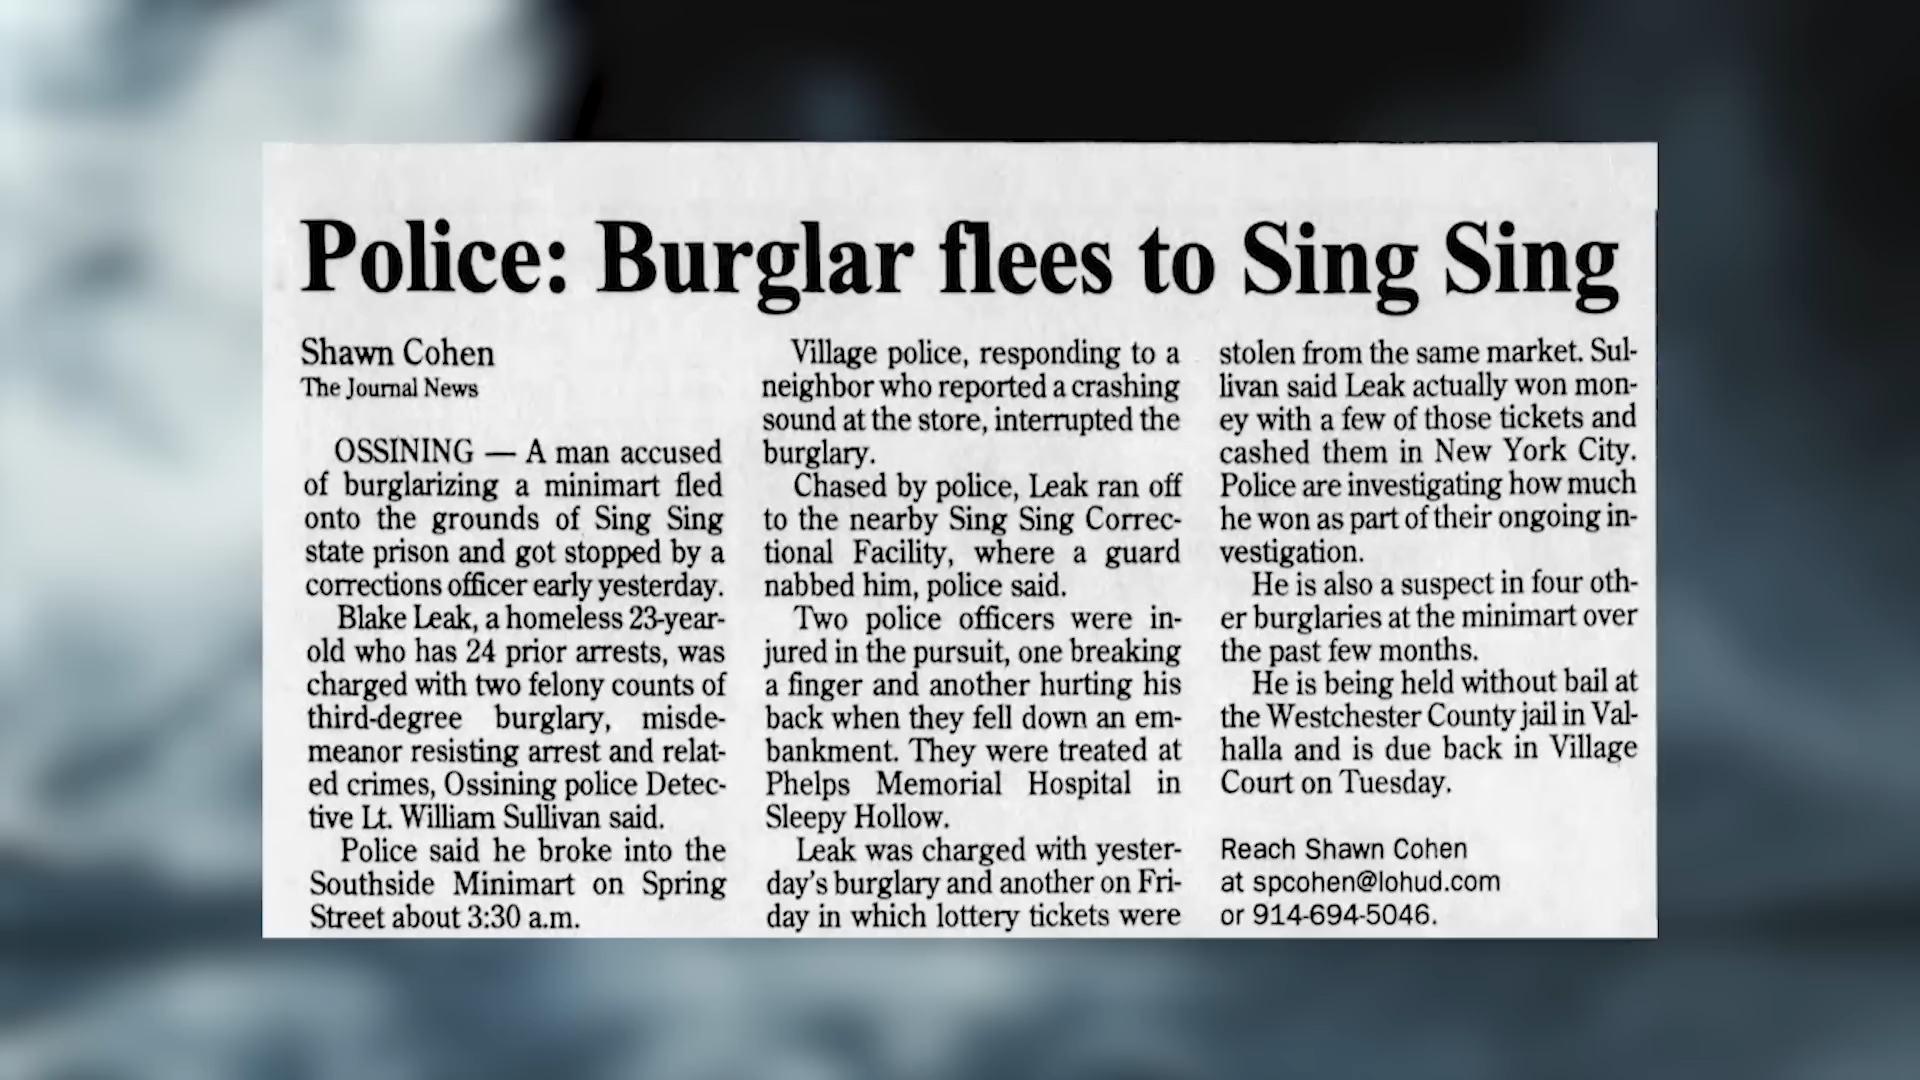 Police: Burglar flees to Sing Sing
Shawn Cohen
The Journal News
OSSINING — A man accused
of burglarizing a minimart fled
onto the grounds of Sing Sing
state prison and got stopped by a
corrections officer early yesterday.
Blake Leak, a homeless 23-year-
old who has 24 prior arrests, was
charged with two felony counts of
third-degree burglary, misde-
meanor resisting arrest and relat-
ed crimes, Ossining police Detec-
tive Lt. William Sullivan said.
Police said he broke into the
Southside Minimart on Spring
Street about 3:30 a.m.
Village police, responding to a
neighbor who reported a crashing
sound at the store, interrupted the
burglary.
Chased by police, Leak ran off
to the nearby Sing Sing Correc-
tional Facility, where a guard
nabbed him, police said.
Two police officers were in-
jured in the pursuit, one breaking
a finger and another hurting his
back when they fell down an em-
bankment. They were treated at
Phelps Memorial Hospital in
Sleepy Hollow.
Leak was charged with yester-
day's burglary and another on Fri-
day in which lottery tickets were
stolen from the same market. Sul-
livan said Leak actually won mon-
ey with a few of those tickets and
cashed them in New York City.
Police are investigating how much
he won as part of their ongoing in-
vestigation.
He is also a suspect in four oth-
er burglaries at the minimart over
the past few months.
He is being held without bail at
the Westchester County jail in Val-
halla and is due back in Village
Court on Tuesday.
Reach Shawn Cohen
at spcohen@lohud.com
or 914-694-5046.